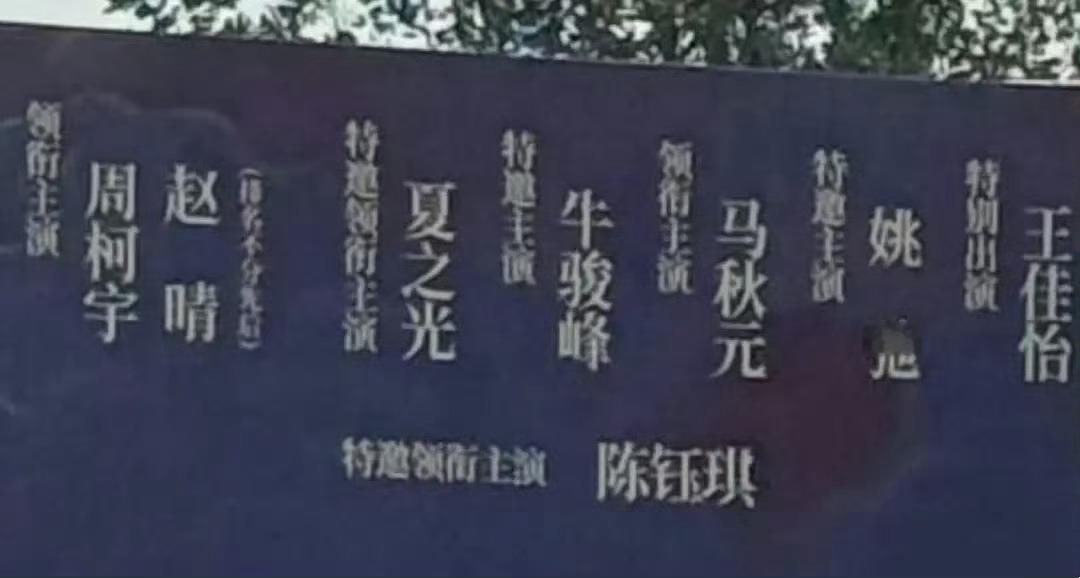 领衔主演
周柯宇
赵晴
(排名不分先后)
特邀领衔主演
夏之光
特邀主演
牛骏峰
领衔主演
马秋元
特邀主演
姚
特别出演
王佳怡
特邀领衔主演 陈钰琪